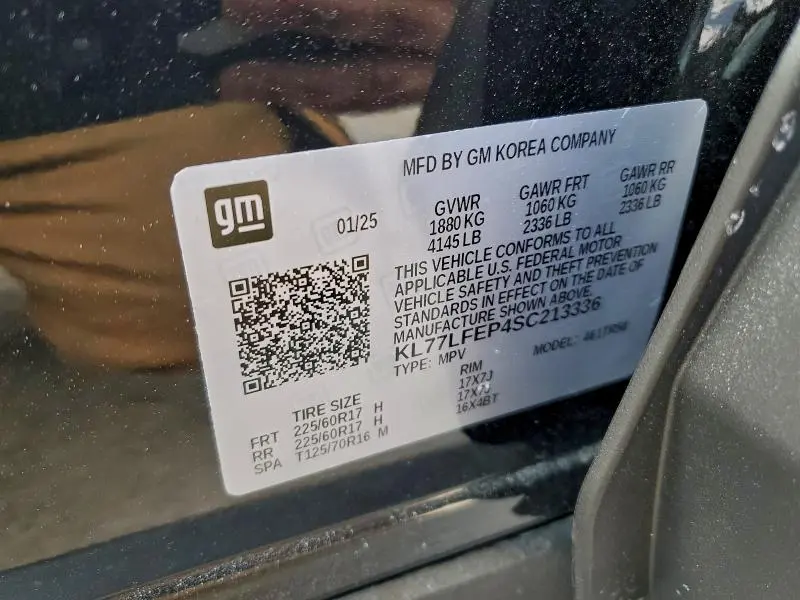 MFD BY GM KOREA COMPANY
gm
01/25
GVWR
1880 KG
4145 LB
GAWR FRT
1060 KG
2336 LB
GAWR RR
1060 KG
2336 LB
THIS VEHICLE CONFORMS TO ALL
APPLICABLE U.S. FEDERAL MOTOR
VEHICLE SAFETY AND THEFT PREVENTION
STANDARDS IN EFFECT ON THE DATE OF
MANUFACTURE SHOWN ABOVE.
KL77LFEP4SC213336
TYPE: MPV MODEL:
TIRE SIZE RIM
FRT 225/60R17 H 17X7J
RR 225/60R17 H 17X7J
SPA T125/70R16 M 16X4BT